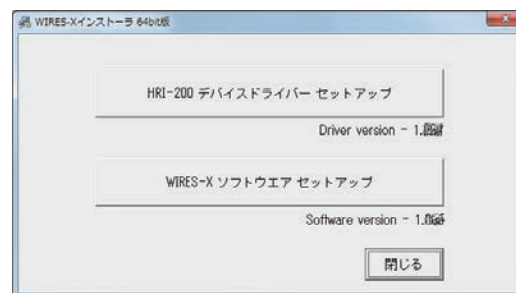 WIRES-Xインストーラ 64bit版
HRI-200 デバイスドライバー セットアップ
Driver version - 1.
WIRES-X ソフトウエア セットアップ
Software version - 1.
閉じる